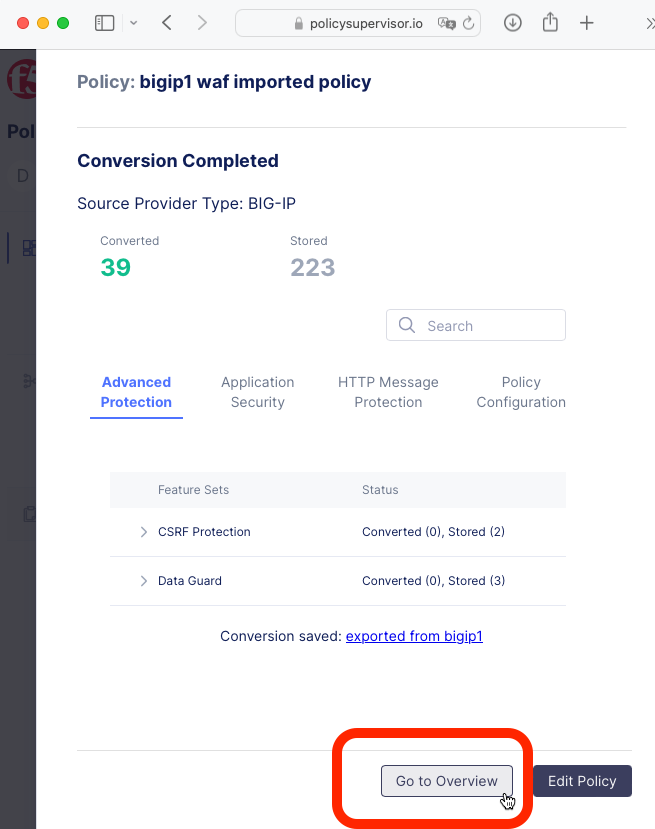 policysupervisor.io
f5
Policy: bigip1 waf imported policy
Pol
Conversion Completed
D
Source Provider Type: BIG-IP
Converted
Stored
39
223
Search
Advanced
Protection
Application
Security
HTTP Message
Protection
Policy
Configuration
Feature Sets
Status
CSRF Protection
Converted (0), Stored (2)
Data Guard
Converted (0), Stored (3)
Conversion saved: exported from bigip1
Go to Overview
Edit Policy